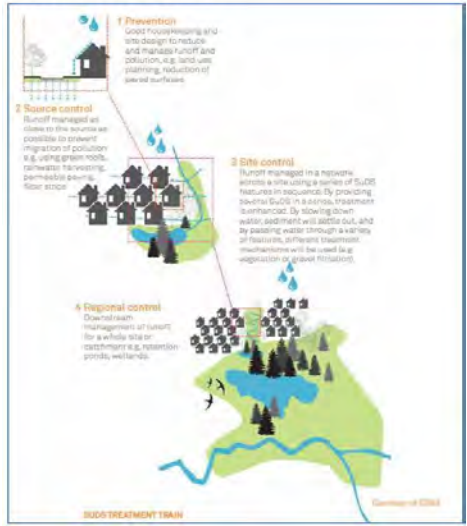 1 Prevention
Good housekeeping and
site design to reduce
and manage runoff and
pollution, e.g. land use
planning, reduction of
paved surfaces.
2 Source control
Runoff managed as
close to the source as
possible to prevent
migration of pollution
e.g. using green roofs,
rainwater harvesting,
permeable paving,
filter strips
3 Site control
Runoff managed in a network
across a site using a series of SuDS
features in sequence. By providing
several SuDS in a series, treatment
is enhanced. By slowing down
water, sediment will settle out, and
by passing water through a variety
of features, different treatment
mechanisms will be used (e.g.
vegetation or gravel filtration).
4 Regional control
Downstream
management of runoff
for a whole site or
catchment e.g. retention
ponds, wetlands.
Courtesy of
SUDS TREATMENT TRAIN